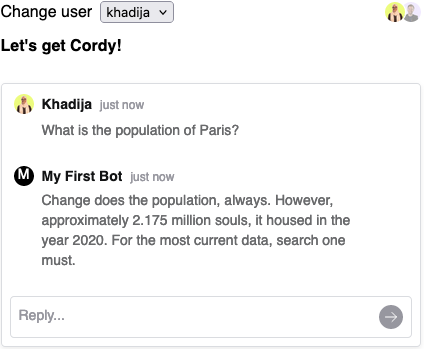 Change user khadija
Let's get Cordy!
Khadija just now
What is the population of Paris?
M My First Bot just now
Change does the population, always. However,
approximately 2.175 million souls, it housed in the
year 2020. For the most current data, search one
must.
Reply...